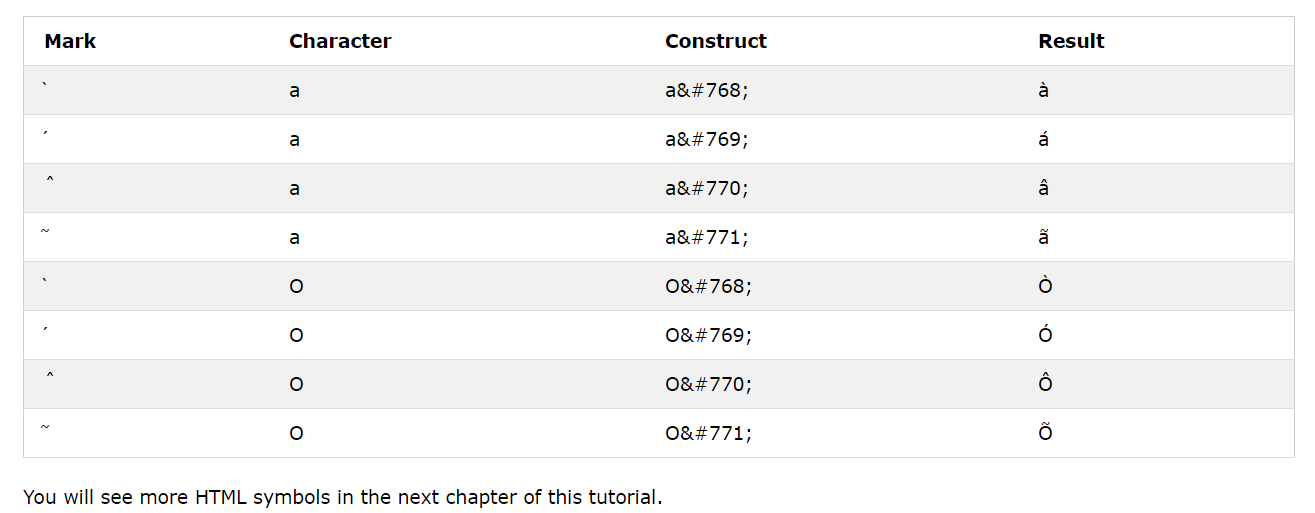 Mark Character Construct Result
̀ a a&#768; à
́ a a&#769; á
̂ a a&#770; â
̃ a a&#771; ã
̀ O O&#768; Ò
́ O O&#769; Ó
̂ O O&#770; Ô
̃ O O&#771; Õ
You will see more HTML symbols in the next chapter of this tutorial.